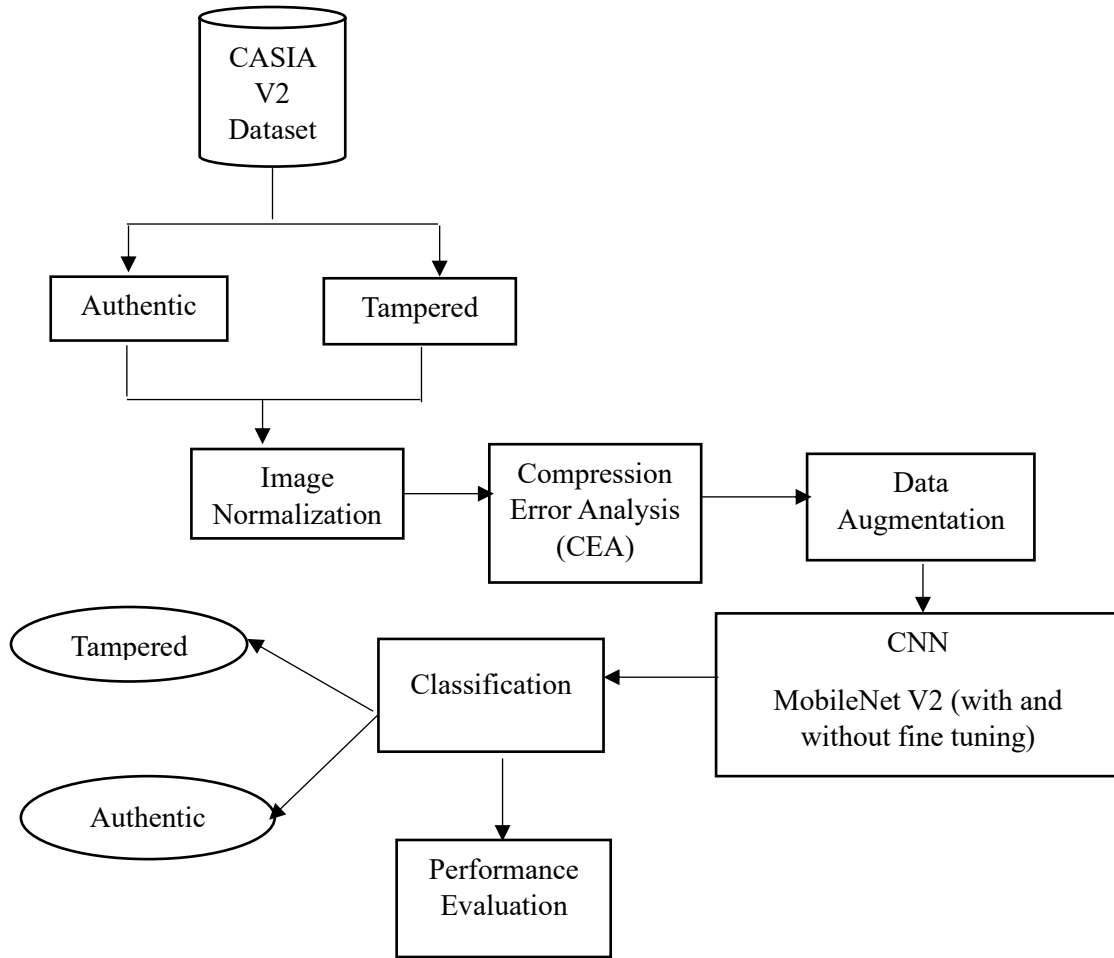 CASIA
V2
Dataset
Authentic
Tampered
Image
Normalization
Compression
Error Analysis
(CEA)
Data
Augmentation
CNN
MobileNet V2 (with and
without fine tuning)
Classification
Tampered
Authentic
Performance
Evaluation